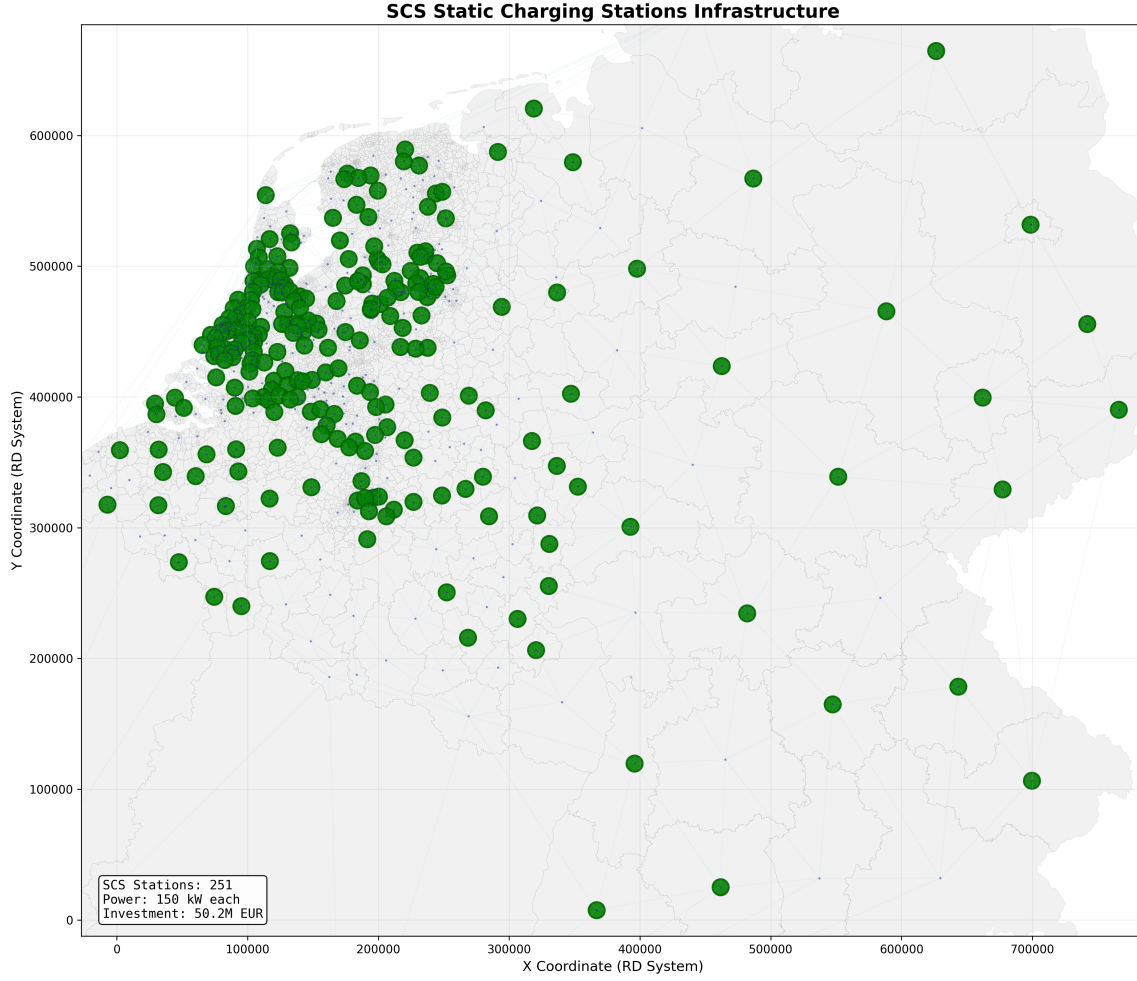 SCS Static Charging Stations Infrastructure
Y Coordinate (RD System)
600000
500000
400000
300000
200000
100000
0
SCS Stations: 251
Power: 150 kW each
Investment: 50.2M EUR
0
100000
200000
300000
400000
500000
600000
700000
X Coordinate (RD System)